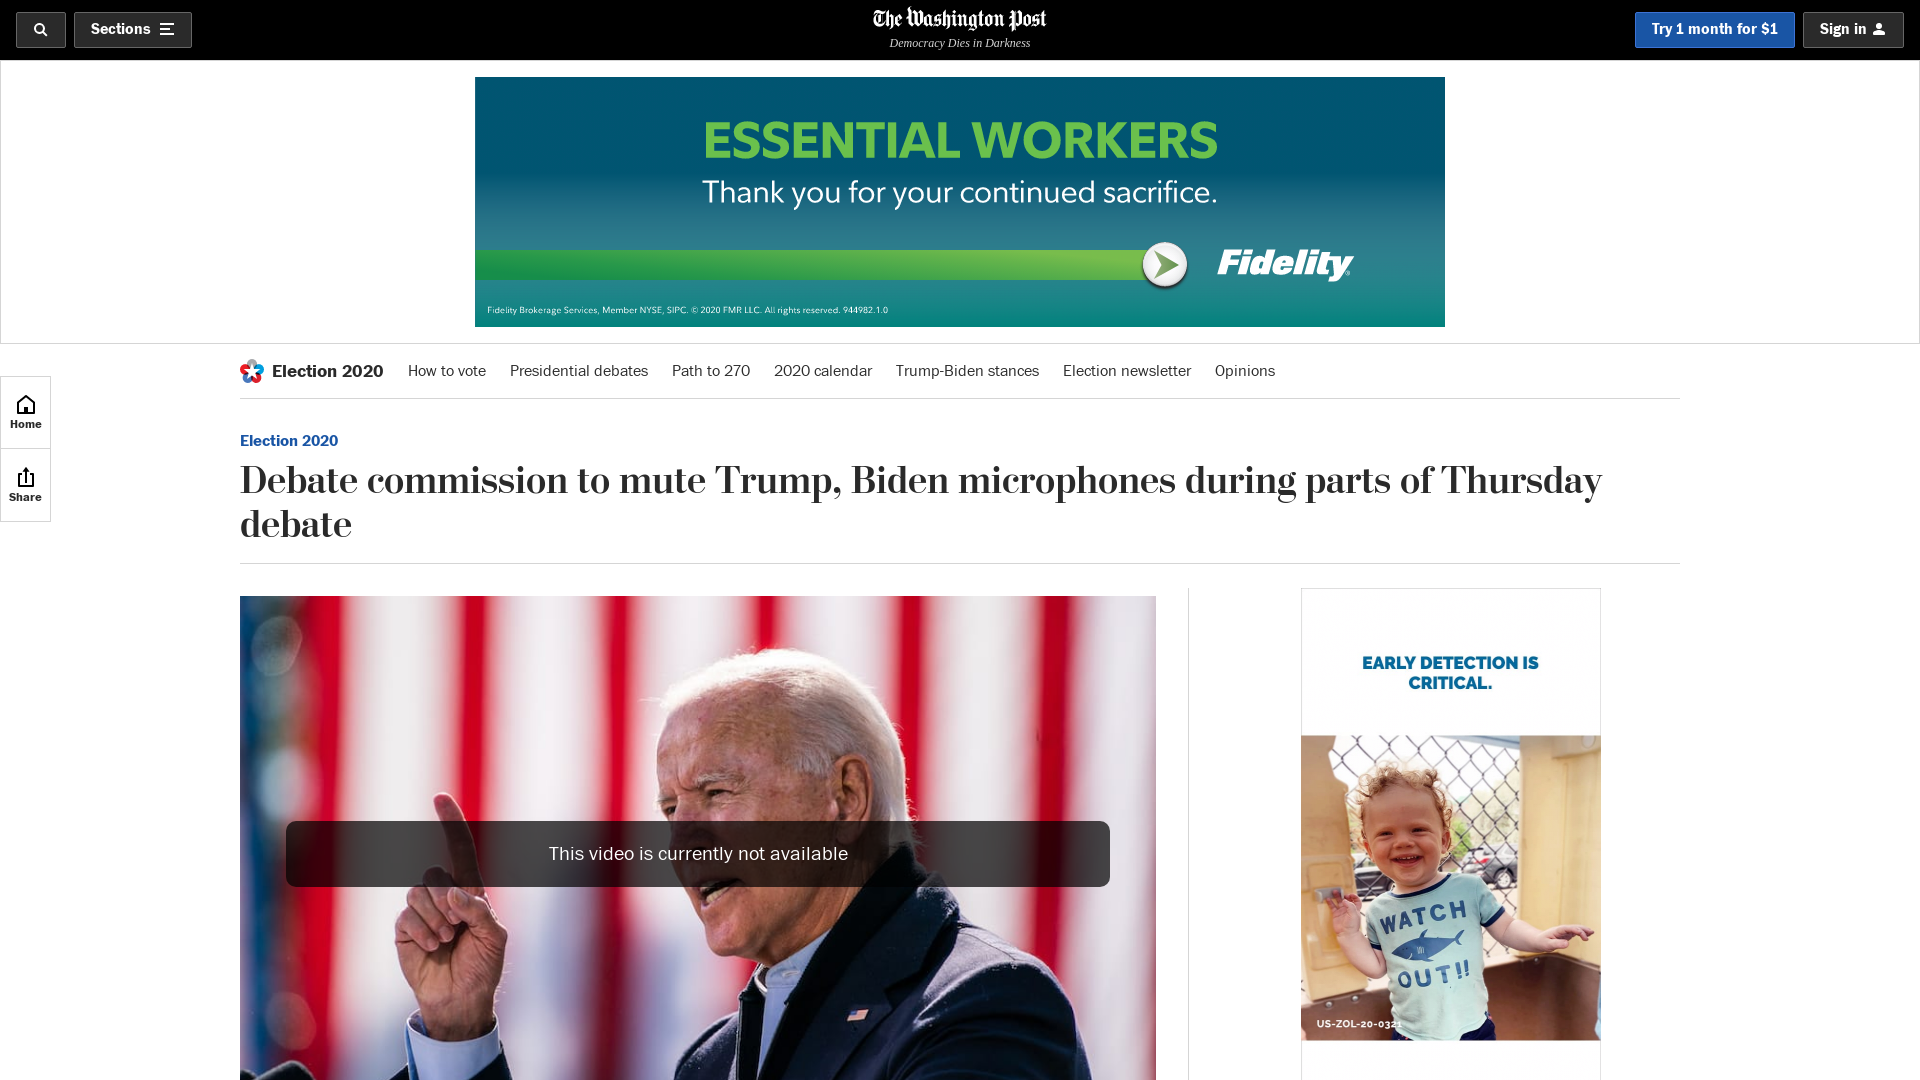 Sections
The Washington Post
Democracy Dies in Darkness
Try 1 month for $1
Sign in
ESSENTIAL WORKERS
Thank you for your continued sacrifice.
Fidelity
Fidelity Brokerage Services, Member NYSE, SIPC. © 2020 FMR LLC. All rights reserved. 944982.1.0
Election 2020 How to vote Presidential debates Path to 270 2020 calendar Trump-Biden stances Election newsletter Opinions
Home
Share
Election 2020
Debate commission to mute Trump, Biden microphones during parts of Thursday
debate
This video is currently not available
EARLY DETECTION IS
CRITICAL.
WATCH
OUT!!
US-ZOL-20-0321